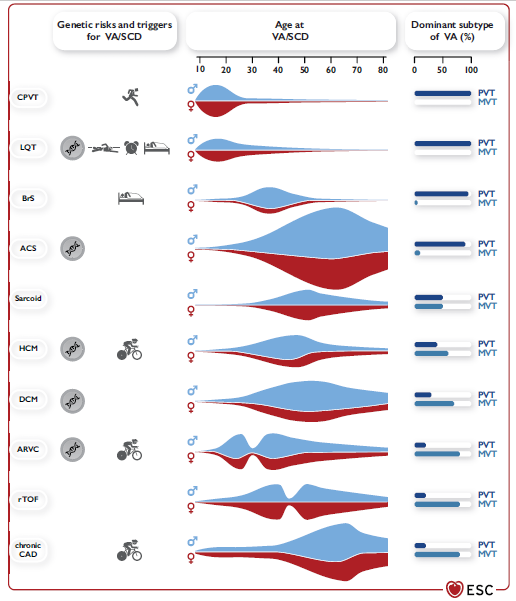 Genetic risks and triggers
for VA/SCD
Age at
VA/SCD
Dominant subtype
of VA (%)
10 20 30 40 50 60 70 80
0 50 100
CPVT
♂
♀
PVT
MVT
LQT
♂
♀
PVT
MVT
BrS
♂
♀
PVT
MVT
ACS
♂
♀
PVT
MVT
Sarcoid
♂
♀
PVT
MVT
HCM
♂
♀
PVT
MVT
DCM
♂
♀
PVT
MVT
ARVC
♂
♀
PVT
MVT
rTOF
♂
♀
PVT
MVT
chronic
CAD
♂
♀
PVT
MVT
ESC